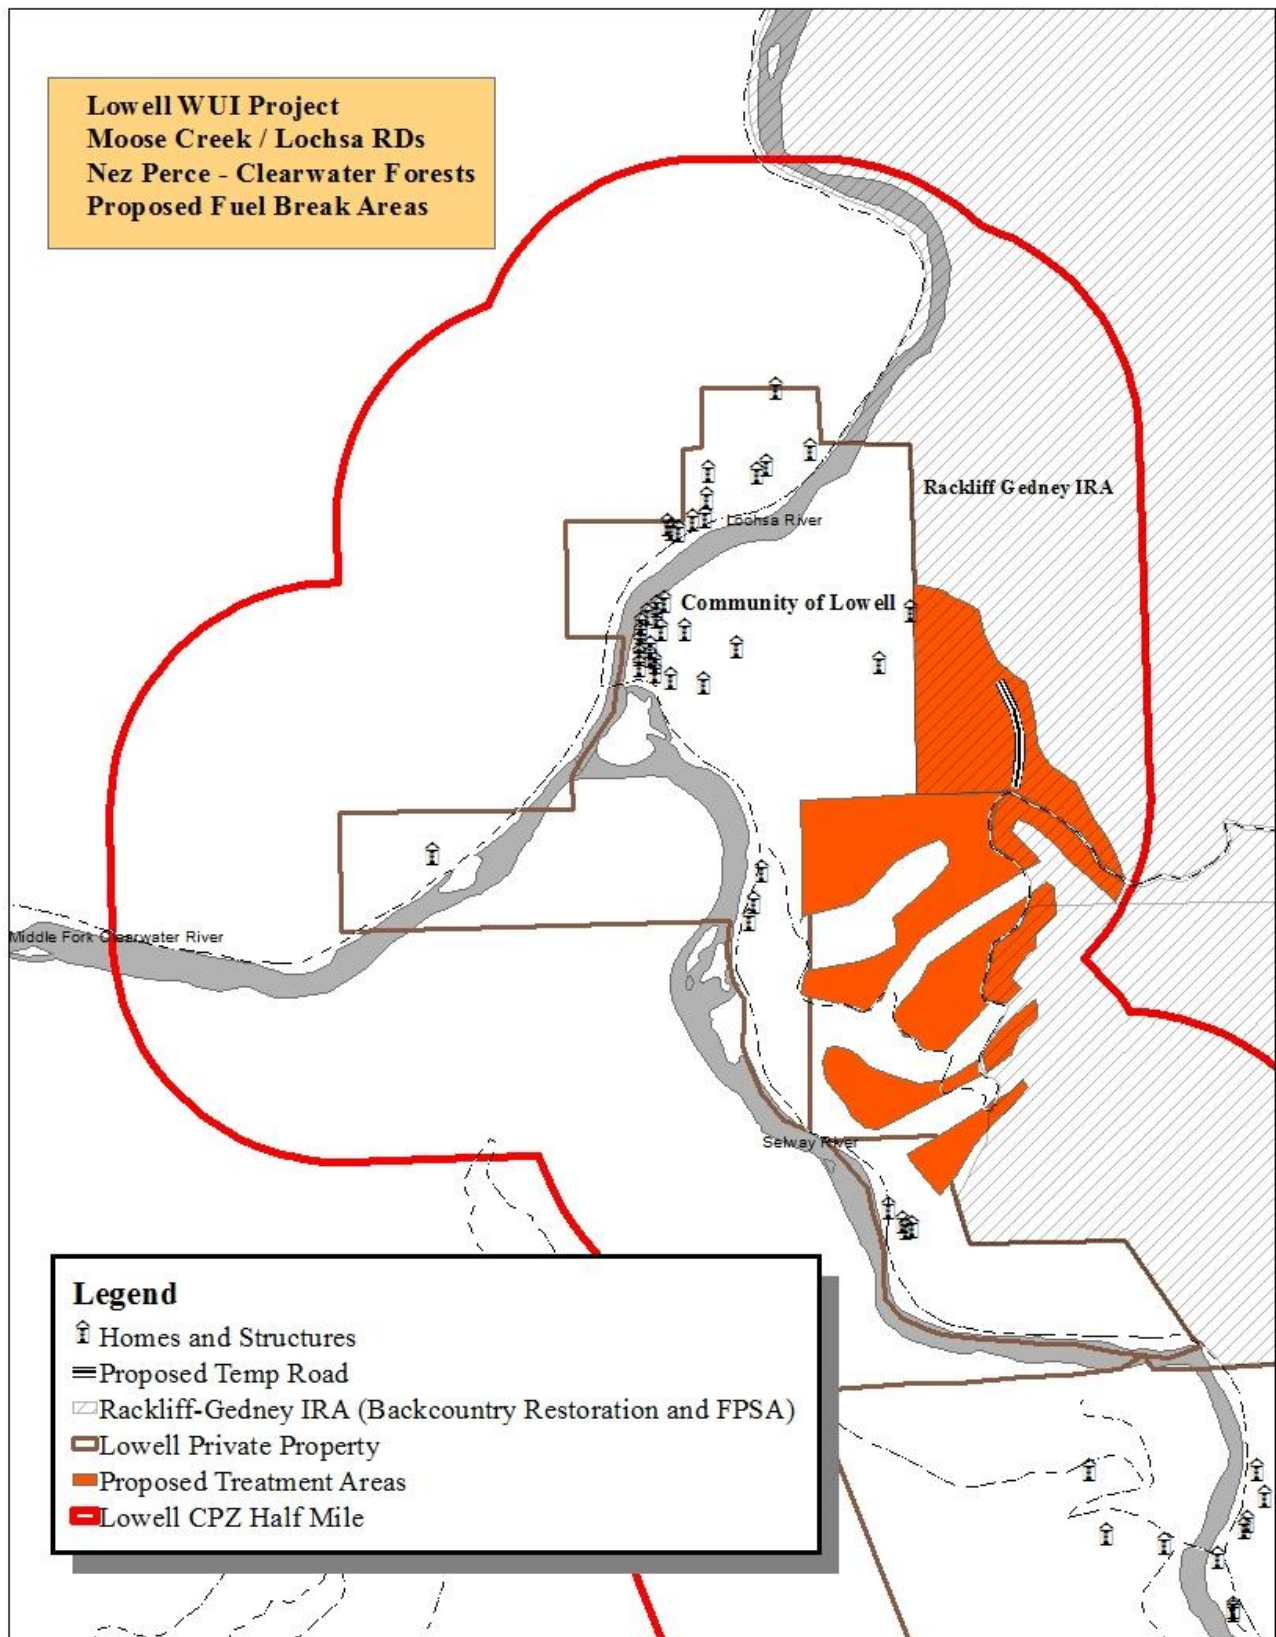 Lowell WUI Project
Moose Creek / Lochsa RDs
Nez Perce - Clearwater Forests
Proposed Fuel Break Areas
Rackliff Gedney IRA
Lochsa River
Community of Lowell
Middle Fork Clearwater River
Selway River
Legend
Homes and Structures
Proposed Temp Road
Rackliff-Gedney IRA (Backcountry Restoration and FPSA)
Lowell Private Property
Proposed Treatment Areas
Lowell CPZ Half Mile